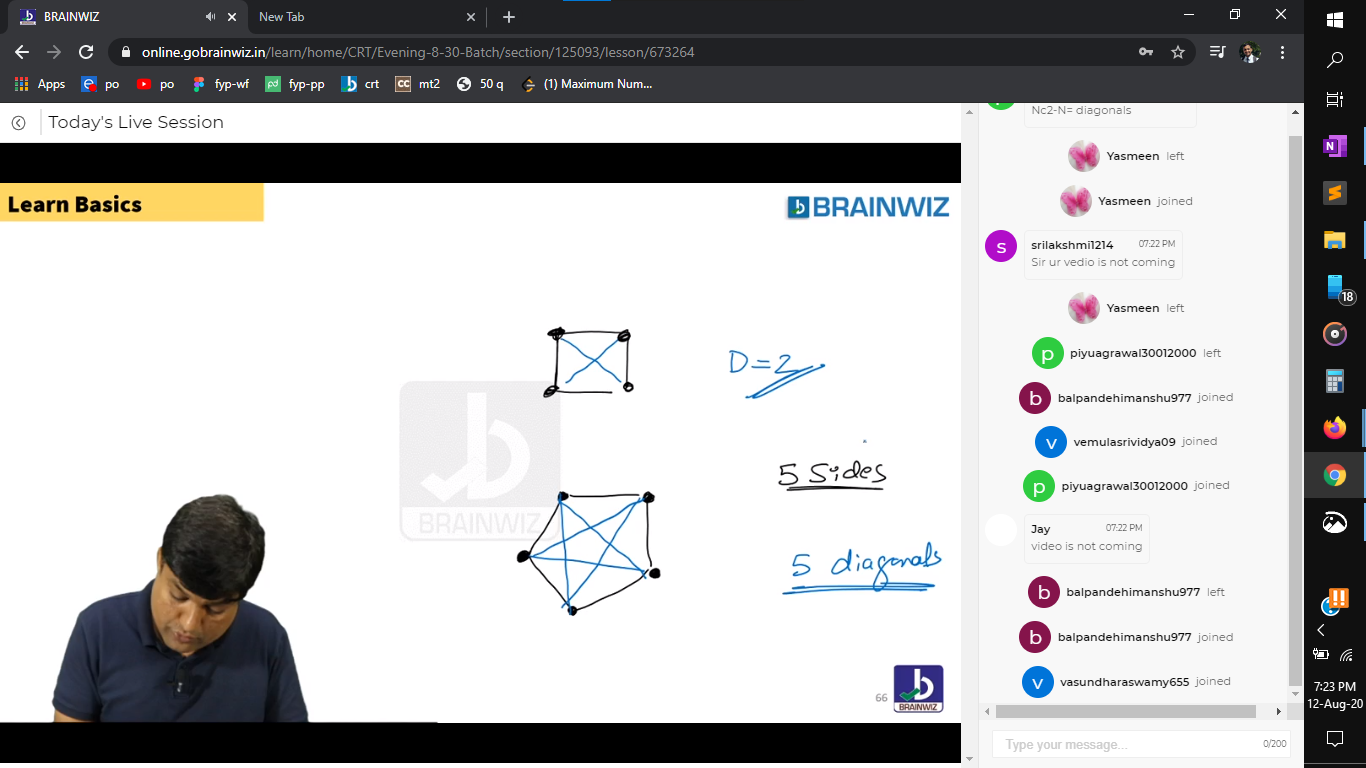 BRAINWIZ
New Tab
online.gobrainwiz.in/learn/home/CRT/Evening-8-30-Batch/section/125093/lesson/673264
Apps
po
po
fyp-wf
fyp-pp
crt
CC
mt2
50 q
(1) Maximum Num...
Today's Live Session
Learn Basics
BRAINWIZ
D=2
BRAINWIZ
5 Sides
5 diagonals
66
BRAINWIZ
Nc2-N= diagonals
Yasmeen left
Yasmeen joined
s
srilakshmi1214 07:22 PM
Sir ur vedio is not coming
Yasmeen left
p piyuagrawal30012000 left
b balpandehimanshu977 joined
v vemulasrividya09 joined
p piyuagrawal30012000 joined
Jay 07:22 PM
video is not coming
b balpandehimanshu977 left
b balpandehimanshu977 joined
v vasundharaswamy655 joined
Type your message... 0/200
N
18
7:23 PM
12-Aug-20